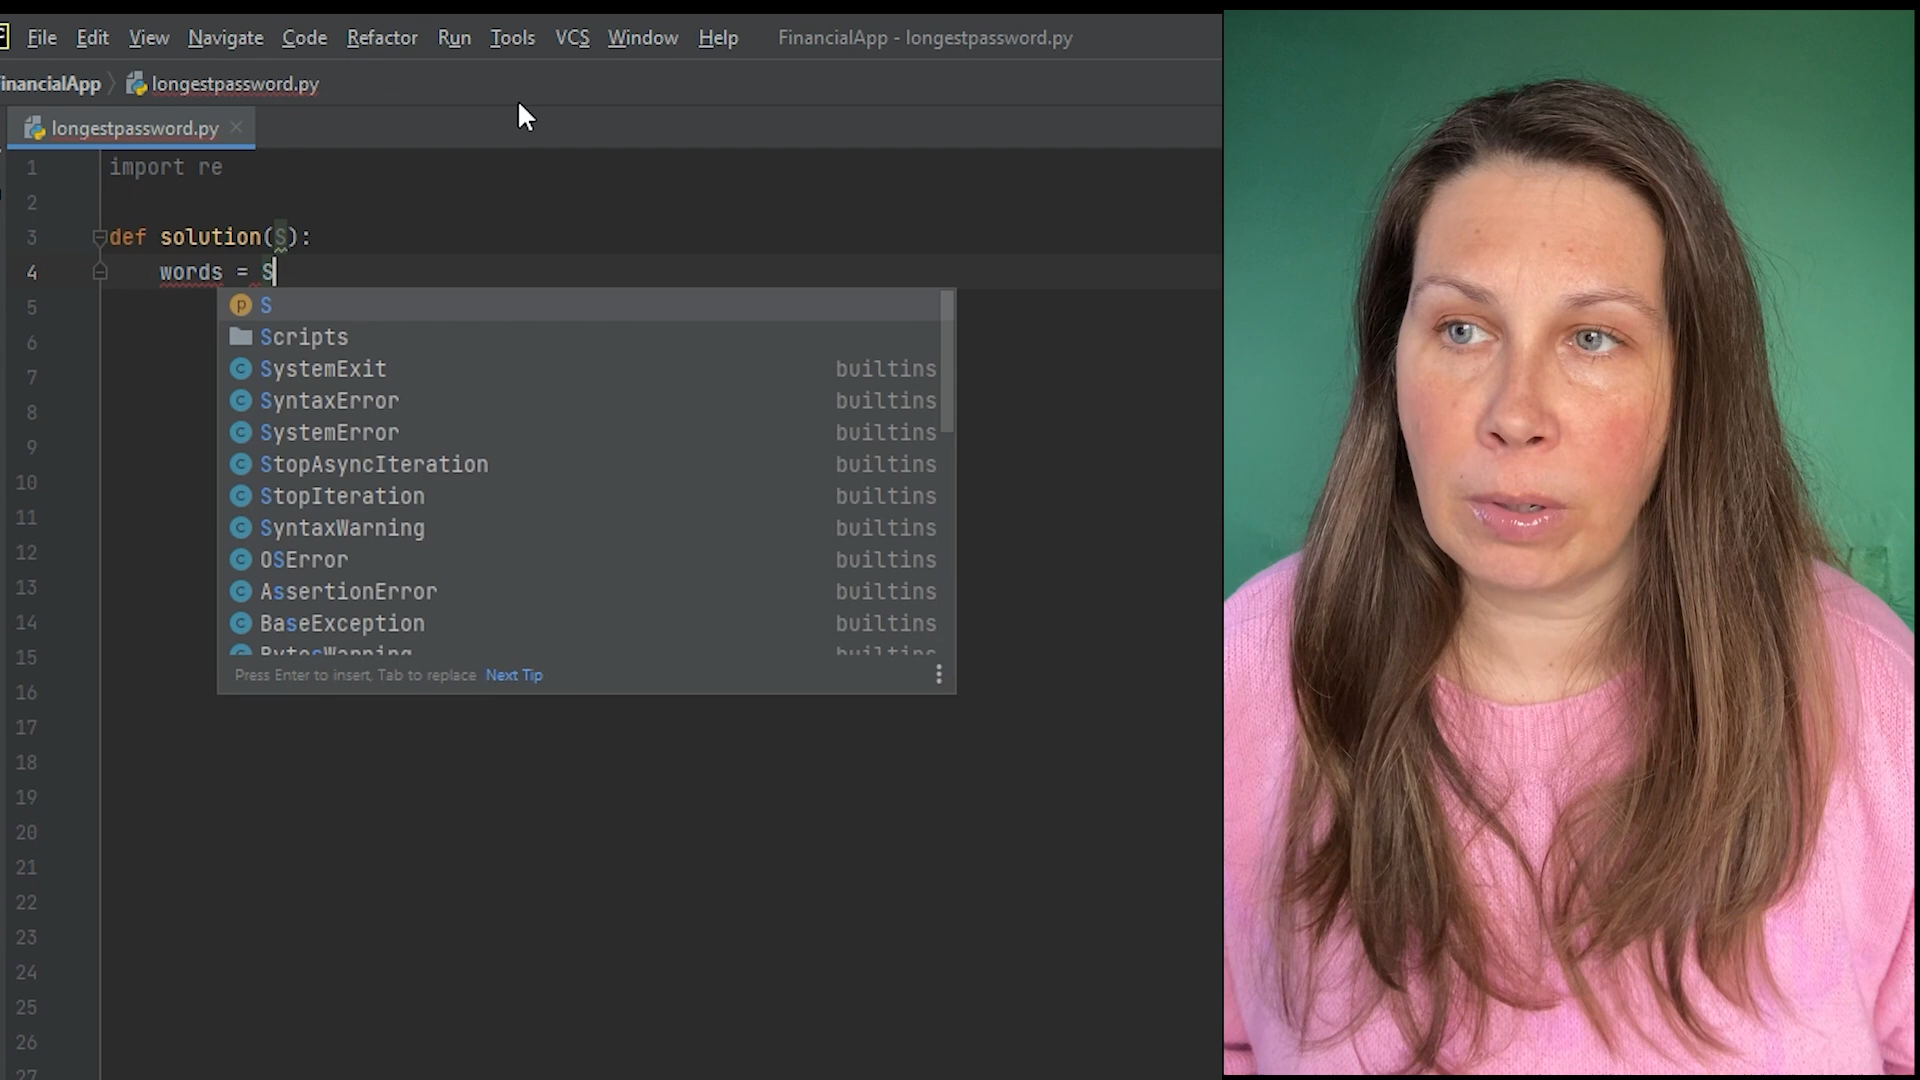 File Edit View Navigate Code Refactor Run Tools VCS Window Help FinancialApp - longestpassword.py
inancialApp longestpassword.py
longestpassword.py
1 import re
2
3 def solution(S):
4 words = S
5 S
6 Scripts
7 SystemExit builtins
8 SyntaxError builtins
9 SystemError builtins
StopAsyncIteration builtins
10 StopIteration builtins
11 SyntaxWarning builtins
12 OSError builtins
13 AssertionError builtins
14 BaseException builtins
15 BytesWarning builtins
Press Enter to insert, Tab to replace Next Tip
16
17
18
19
20
21
22
23
24
25
26
27